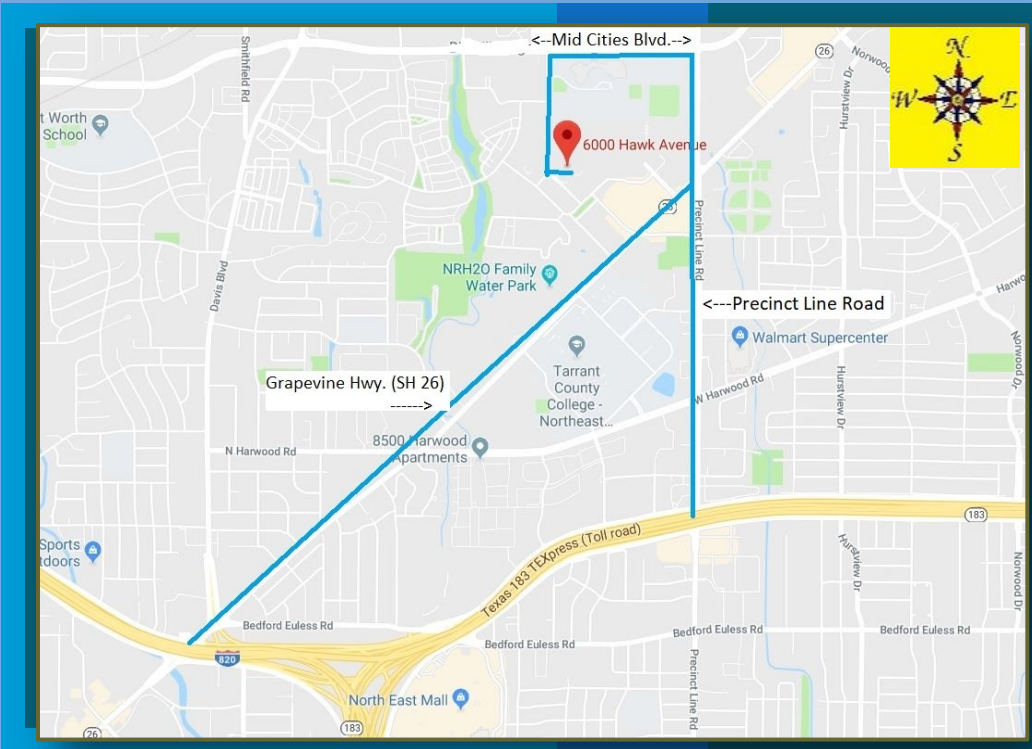 <--Mid Cities Blvd.-->
26
Norwood
N
W
E
S
Smithfield Rd
Hurstview Dr
t Worth
School
6000 Hawk Avenue
26
Precinct Line Rd
Davis Blvd
NRH2O Family
Water Park
Harwo
<---Precinct Line Road
Walmart Supercenter
Norwood Dr
Tarrant
County
College -
Northeast...
Grapevine Hwy. (SH 26)
------>
W Harwood Rd
Hurstview Dr
8500 Harwood
Apartments
N Harwood Rd
183
Sports
tdoors
Texas 183 TEXpress (Toll road)
Hurstview Dr
Norwood Dr
Bedford Euless Rd
Bedford Euless Rd
Bedford Euless Rd
Bedford Euless Rd
820
Precinct Line Rd
North East Mall
183
26